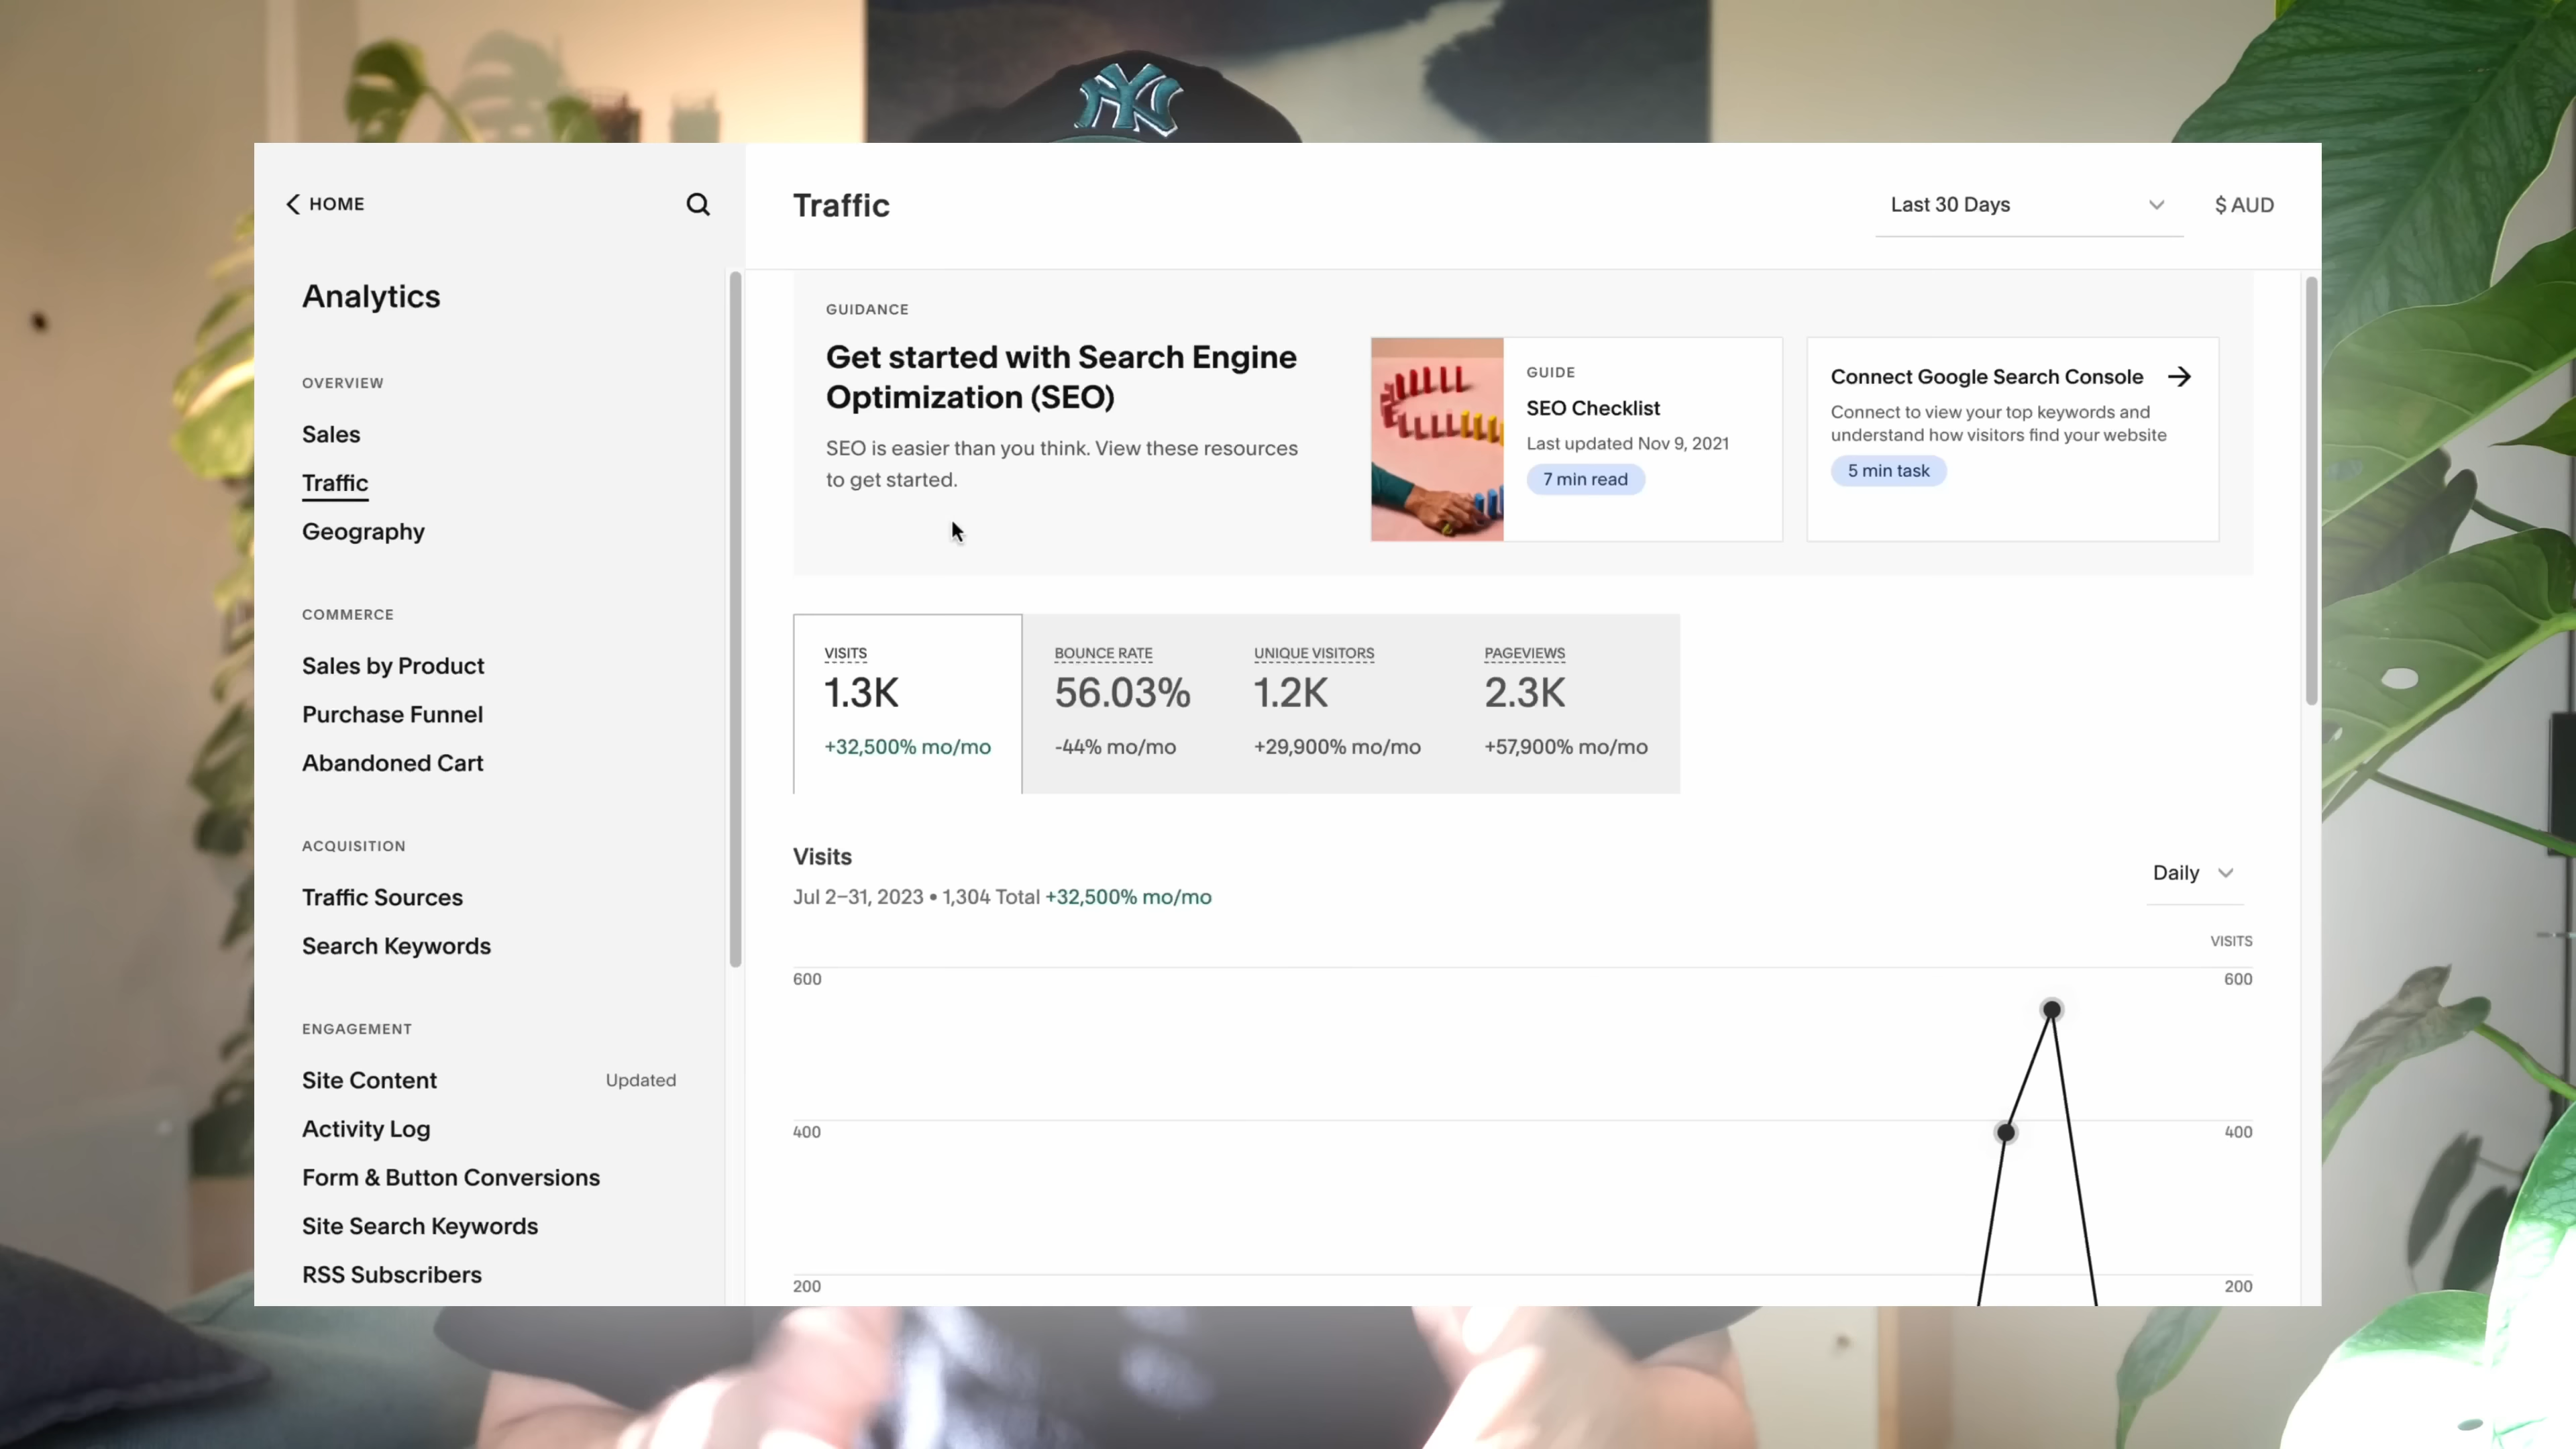 NY
HOME
Analytics
OVERVIEW
Sales
Traffic
Geography
COMMERCE
Sales by Product
Purchase Funnel
Abandoned Cart
ACQUISITION
Traffic Sources
Search Keywords
ENGAGEMENT
Site Content Updated
Activity Log
Form & Button Conversions
Site Search Keywords
RSS Subscribers
Traffic
Last 30 Days
$ AUD
GUIDANCE
Get started with Search Engine
Optimization (SEO)
SEO is easier than you think. View these resources
to get started.
GUIDE
SEO Checklist
Last updated Nov 9, 2021
7 min read
Connect Google Search Console
Connect to view your top keywords and
understand how visitors find your website
5 min task
VISITS
1.3K
+32,500% mo/mo
BOUNCE RATE
56.03%
-44% mo/mo
UNIQUE VISITORS
1.2K
+29,900% mo/mo
PAGEVIEWS
2.3K
+57,900% mo/mo
Visits
Jul 2–31, 2023 • 1,304 Total +32,500% mo/mo
Daily
VISITS
600 600
400 400
200 200